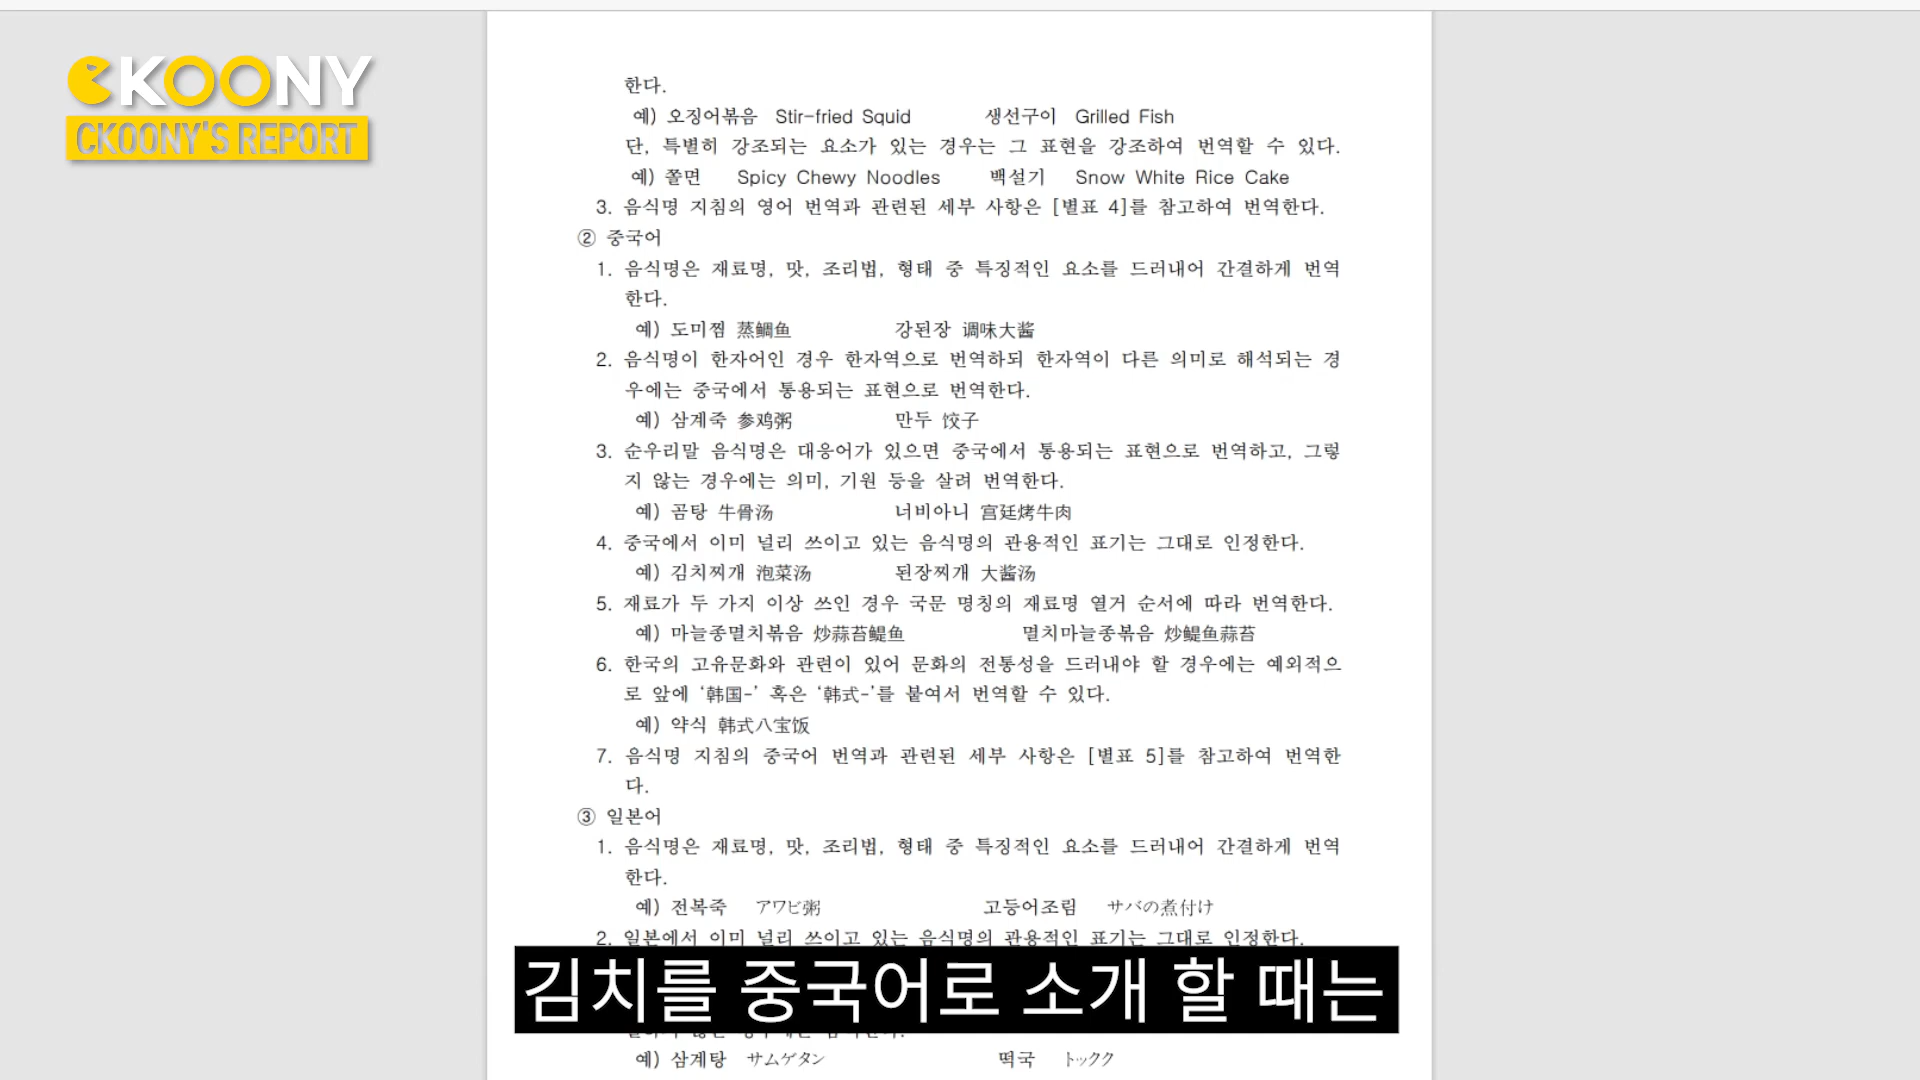 CKOONY
CKOONY'S REPORT
한다.
예) 오징어볶음 Stir-fried Squid 생선구이 Grilled Fish
단, 특별히 강조되는 요소가 있는 경우는 그 표현을 강조하여 번역할 수 있다.
예) 쫄면 Spicy Chewy Noodles 백설기 Snow White Rice Cake
3. 음식명 지침의 영어 번역과 관련된 세부 사항은 [별표 4]를 참고하여 번역한다.
② 중국어
1. 음식명은 재료명, 맛, 조리법, 형태 중 특징적인 요소를 드러내어 간결하게 번역
한다.
예) 도미찜 蒸鲷鱼 강된장 调味大酱
2. 음식명이 한자어인 경우 한자역으로 번역하되 한자역이 다른 의미로 해석되는 경
우에는 중국에서 통용되는 표현으로 번역한다.
예) 삼계죽 参鸡粥 만두 饺子
3. 순우리말 음식명은 대응어가 있으면 중국에서 통용되는 표현으로 번역하고, 그렇
지 않는 경우에는 의미, 기원 등을 살려 번역한다.
예) 곰탕 牛骨汤 너비아니 宫廷烤牛肉
4. 중국에서 이미 널리 쓰이고 있는 음식명의 관용적인 표기는 그대로 인정한다.
예) 김치찌개 泡菜汤 된장찌개 大酱汤
5. 재료가 두 가지 이상 쓰인 경우 국문 명칭의 재료명 열거 순서에 따라 번역한다.
예) 마늘종멸치볶음 炒蒜苔鳀鱼 멸치마늘종볶음 炒鳀鱼蒜苔
6. 한국의 고유문화와 관련이 있어 문화의 전통성을 드러내야 할 경우에는 예외적으
로 앞에 ‘韩国-’ 혹은 ‘韩式-’를 붙여서 번역할 수 있다.
예) 약식 韩式八宝饭
7. 음식명 지침의 중국어 번역과 관련된 세부 사항은 [별표 5]를 참고하여 번역한
다.
③ 일본어
1. 음식명은 재료명, 맛, 조리법, 형태 중 특징적인 요소를 드러내어 간결하게 번역
한다.
예) 전복죽 アワビ粥 고등어조림 サバの煮付け
2. 일본에서 이미 널리 쓰이고 있는 음식명의 관용적인 표기는 그대로 인정한다.
김치를 중국어로 소개 할 때는
예) 삼계탕 サムゲタン 떡국 トック